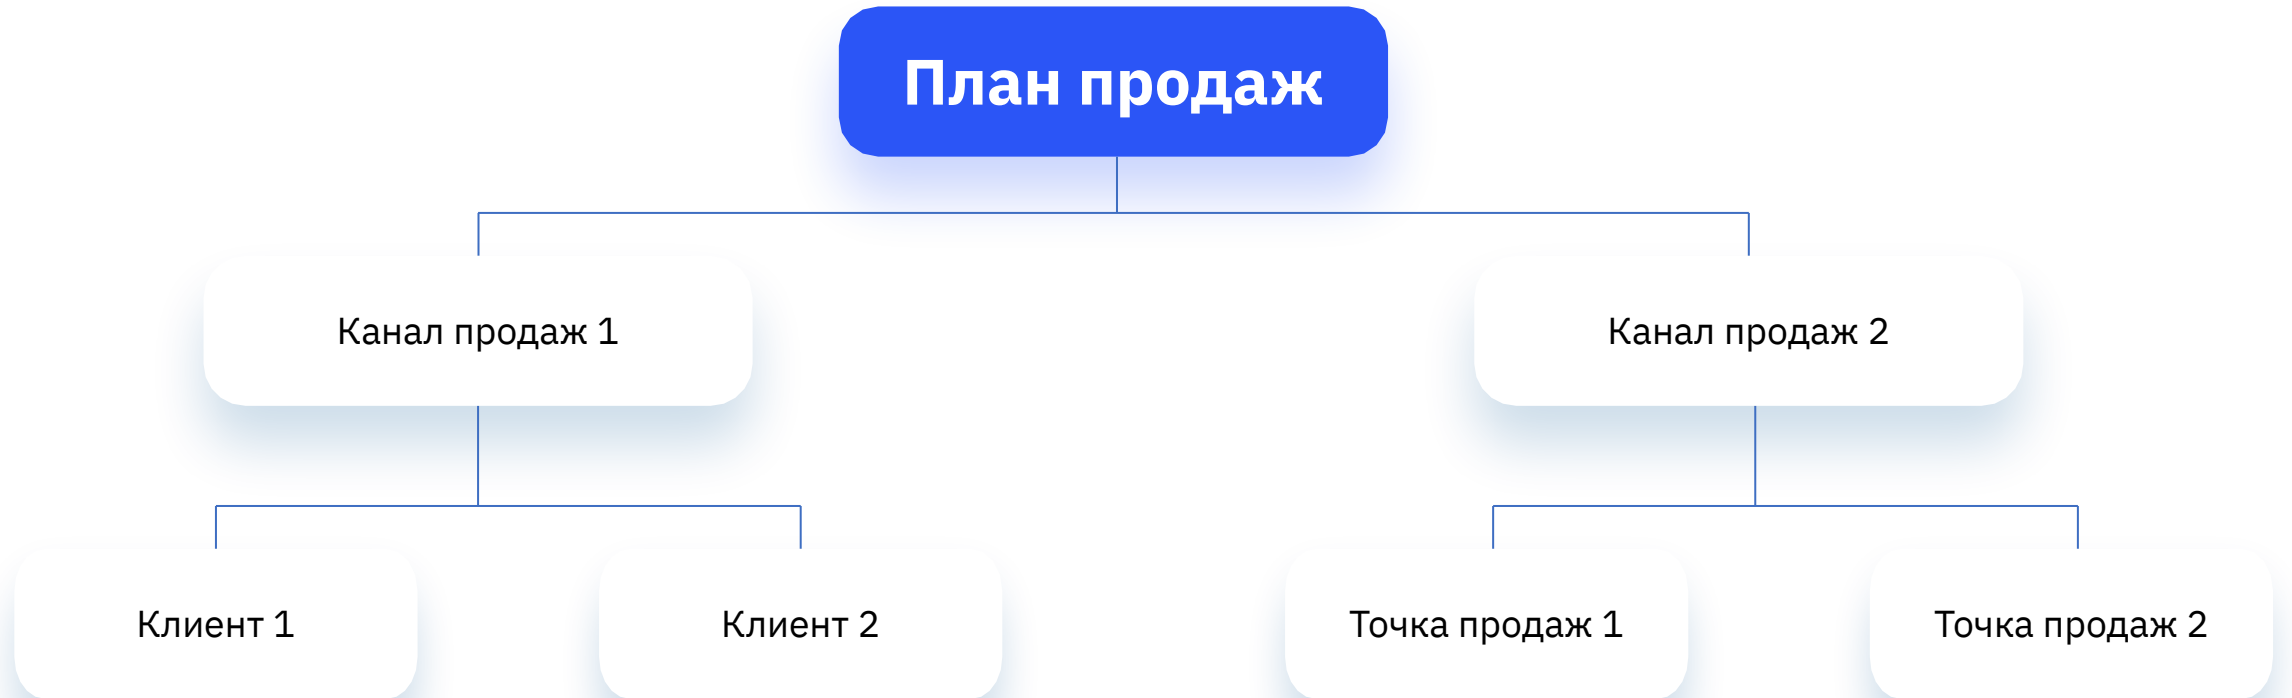 План продаж
Канал продаж 1
Канал продаж 2
Клиент 1
Клиент 2
Точка продаж 1
Точка продаж 2